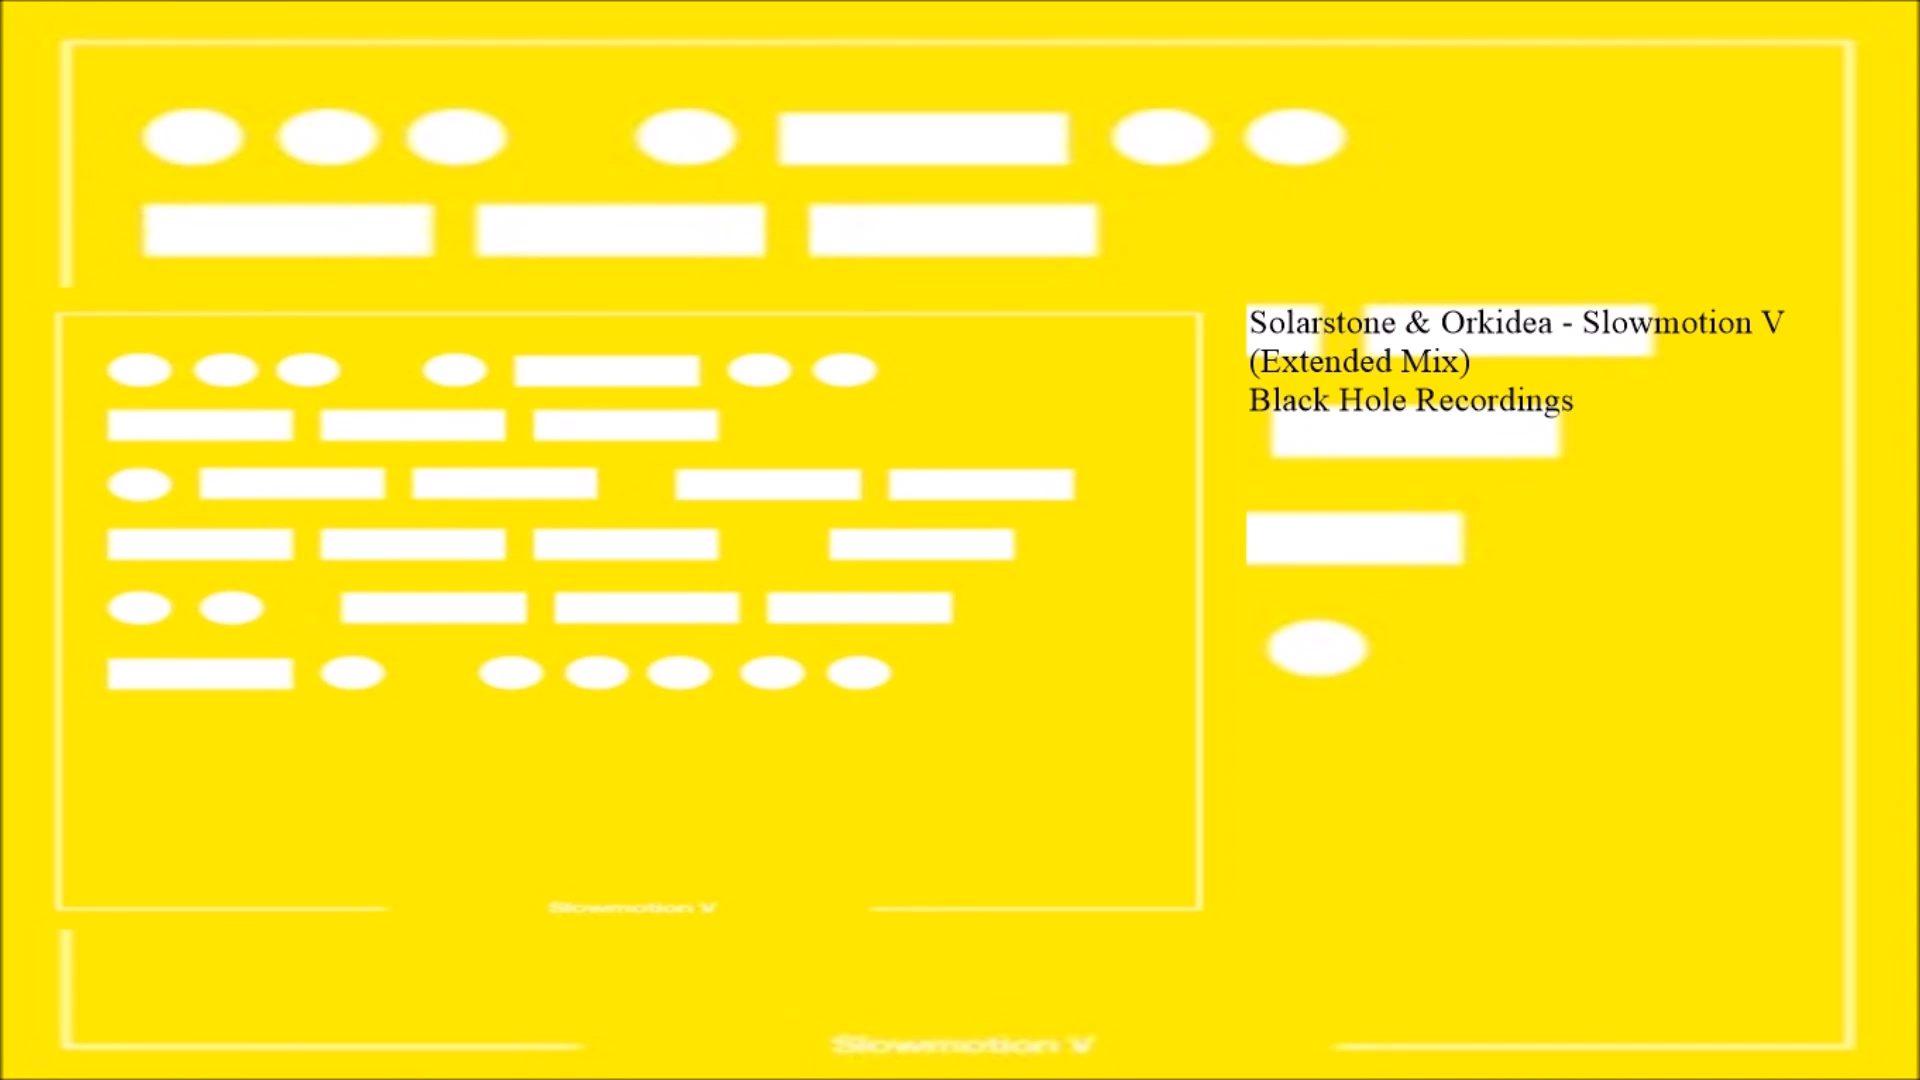 Solarstone & Orkidea - Slowmotion V
(Extended Mix)
Black Hole Recordings
Slowmotion V
Slowmotion V